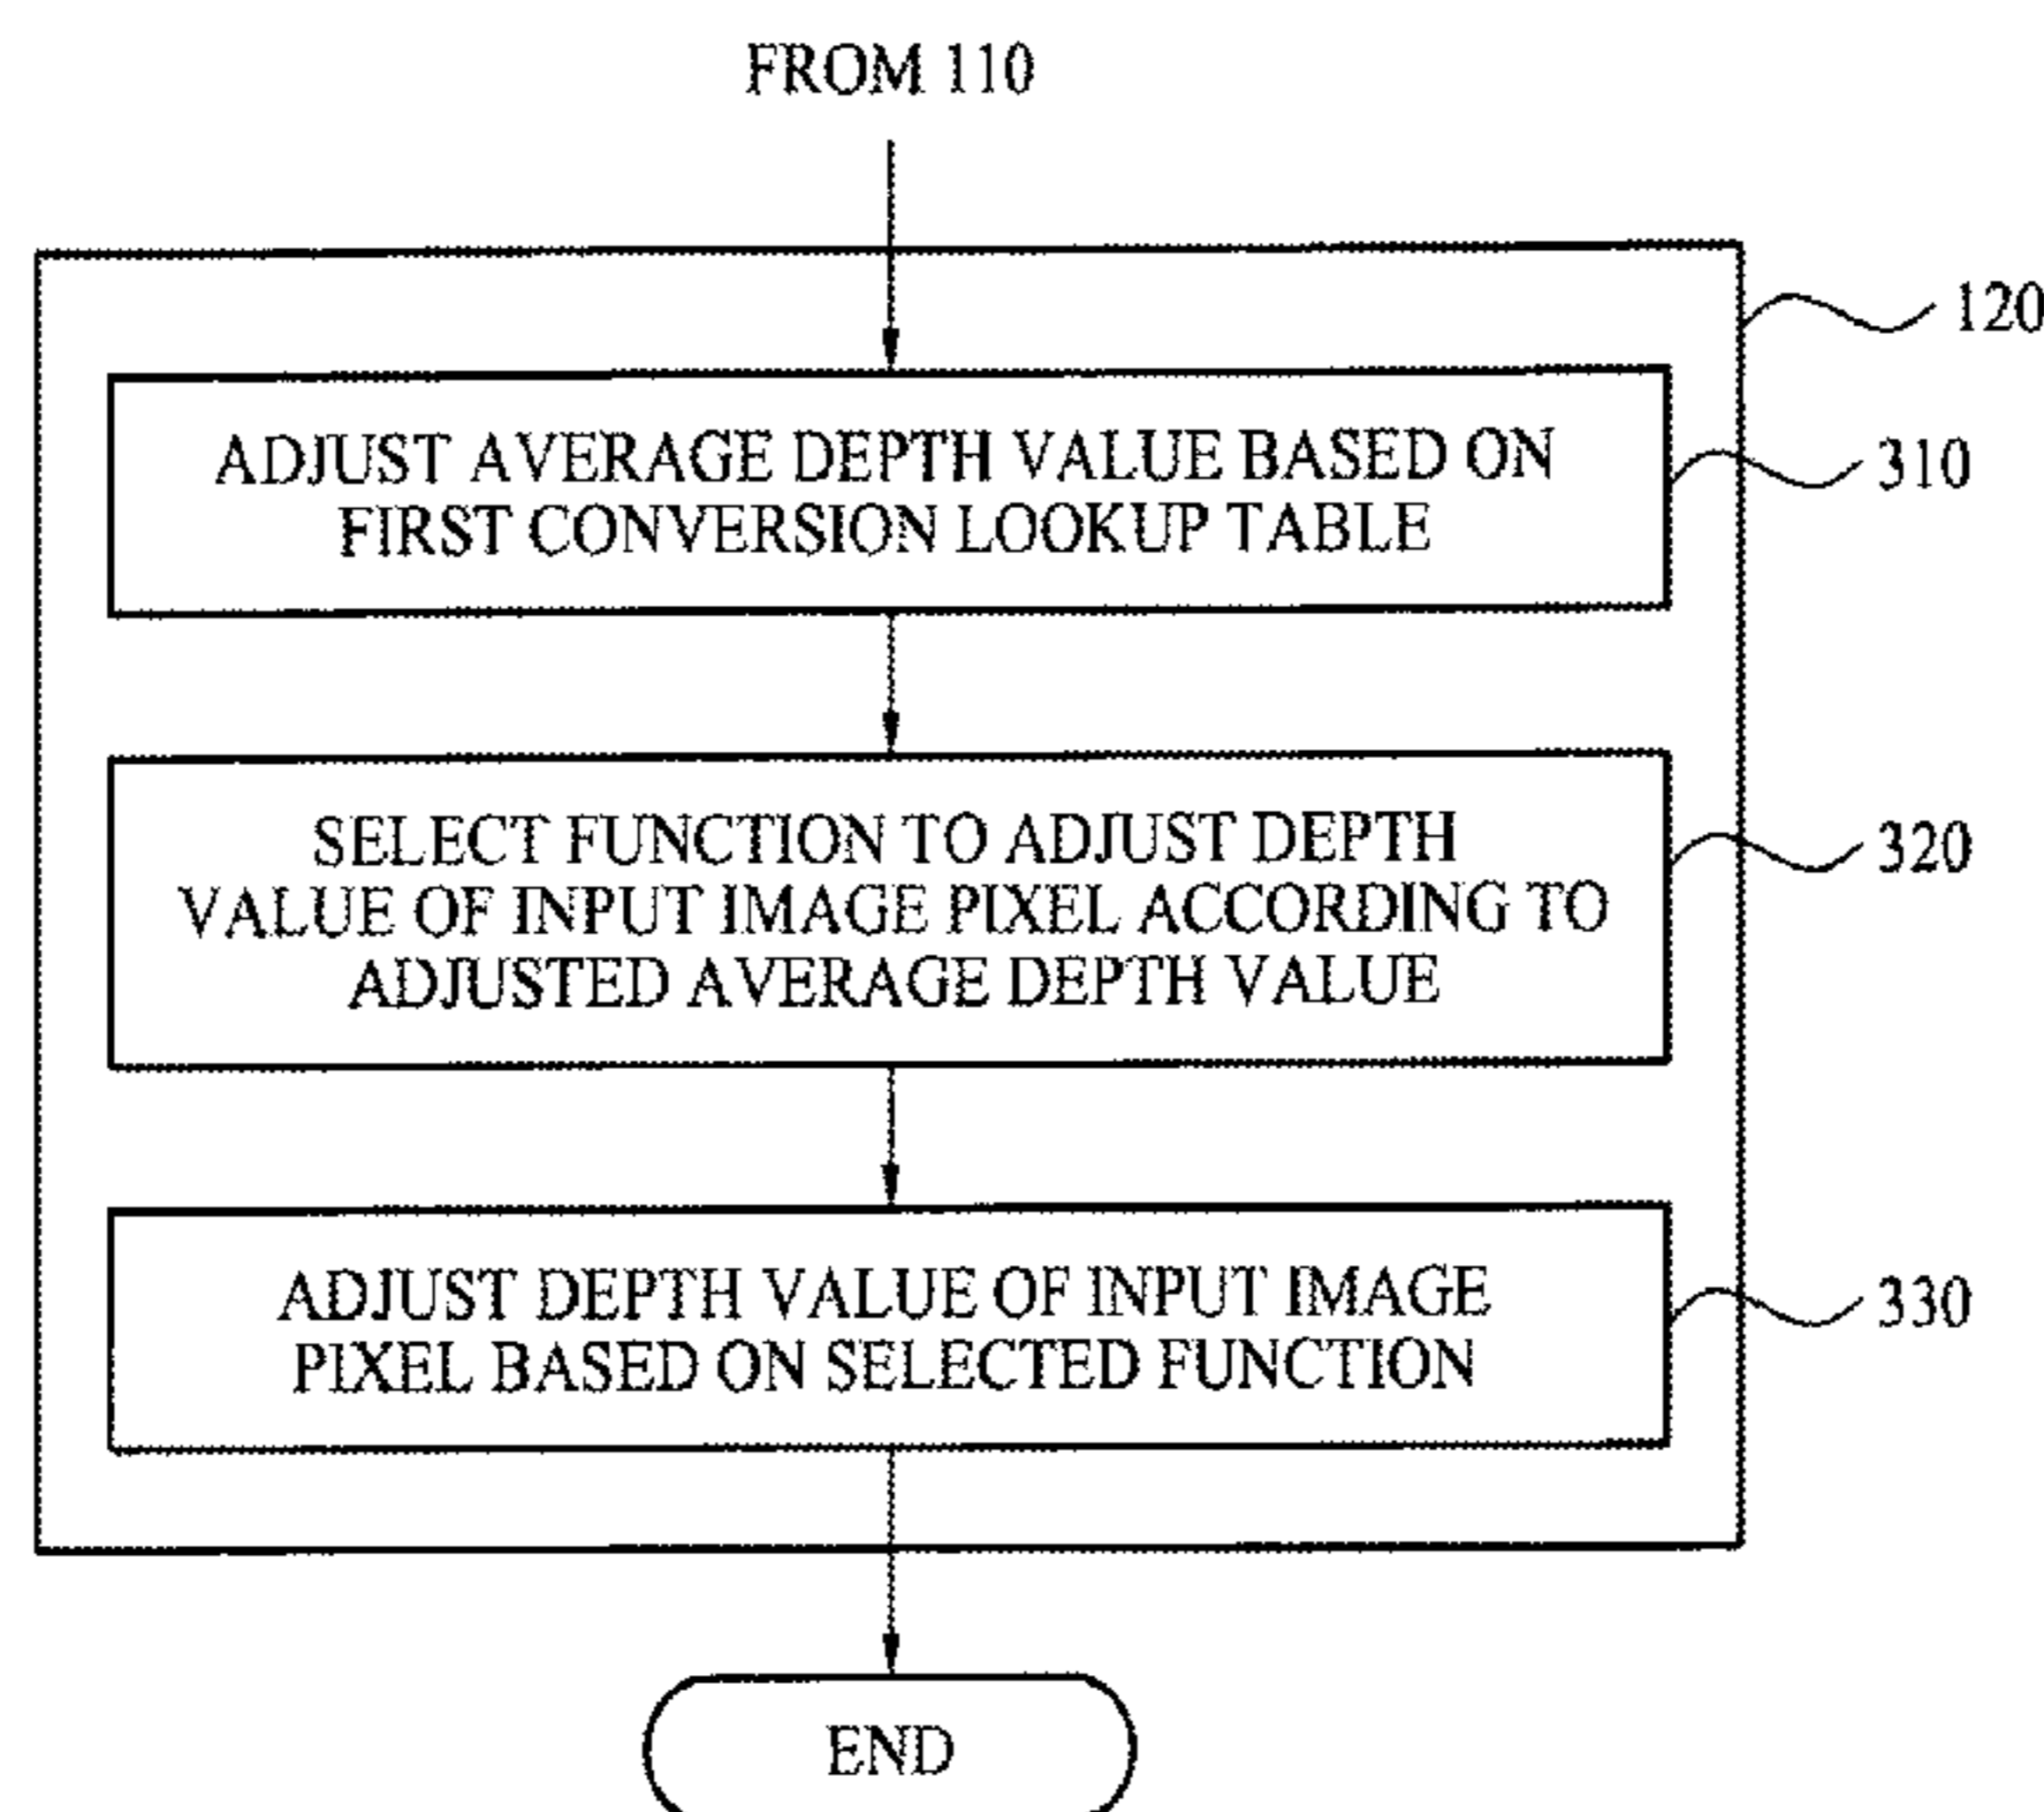 FROM 110
120
ADJUST AVERAGE DEPTH VALUE BASED ON
FIRST CONVERSION LOOKUP TABLE
310
SELECT FUNCTION TO ADJUST DEPTH
VALUE OF INPUT IMAGE PIXEL ACCORDING TO
ADJUSTED AVERAGE DEPTH VALUE
320
ADJUST DEPTH VALUE OF INPUT IMAGE
PIXEL BASED ON SELECTED FUNCTION
330
END